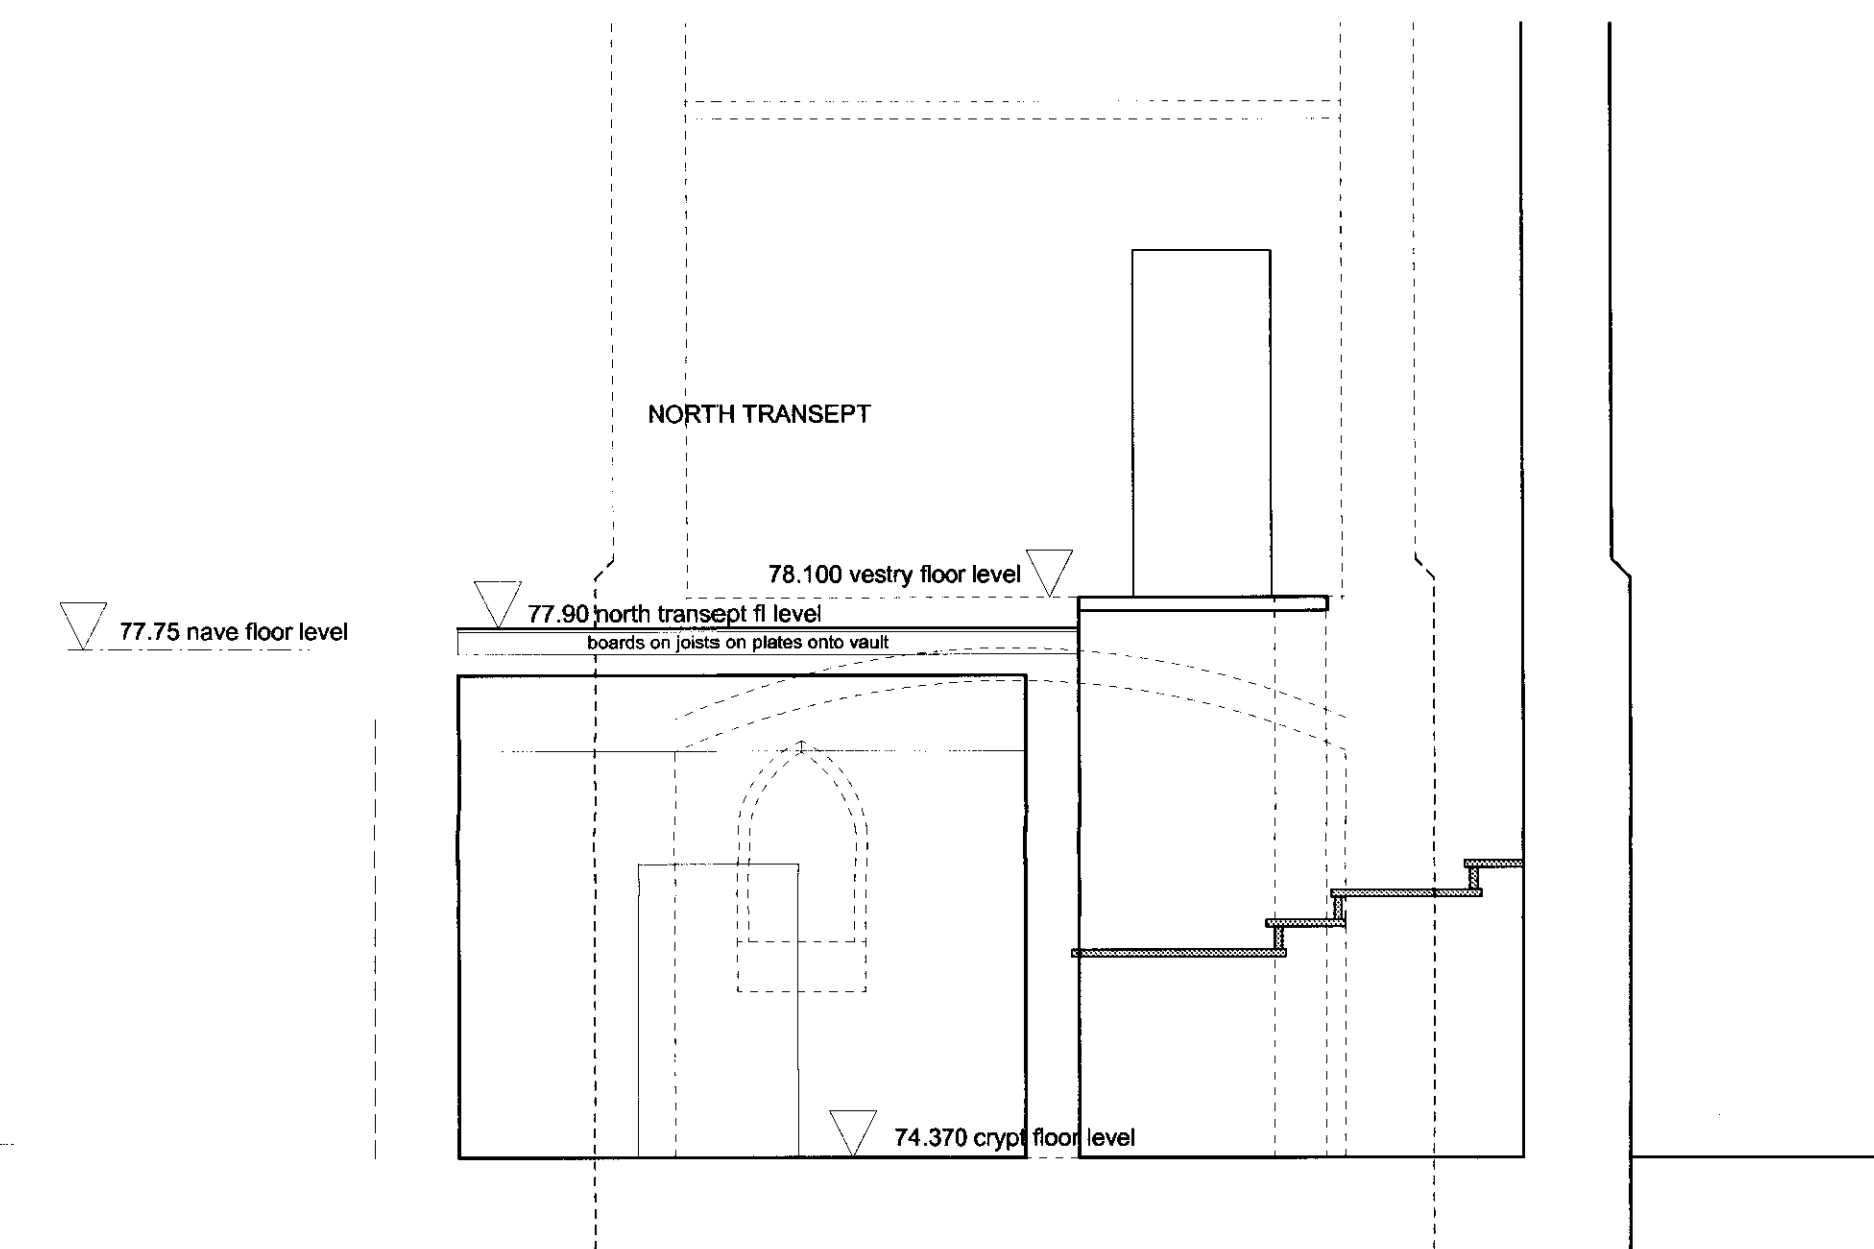 NORTH TRANSEPT
78.100 vestry floor level
77.90 north transept fl level
77.75 nave floor level
boards on joists on plates onto vault
74.370 crypt floor level